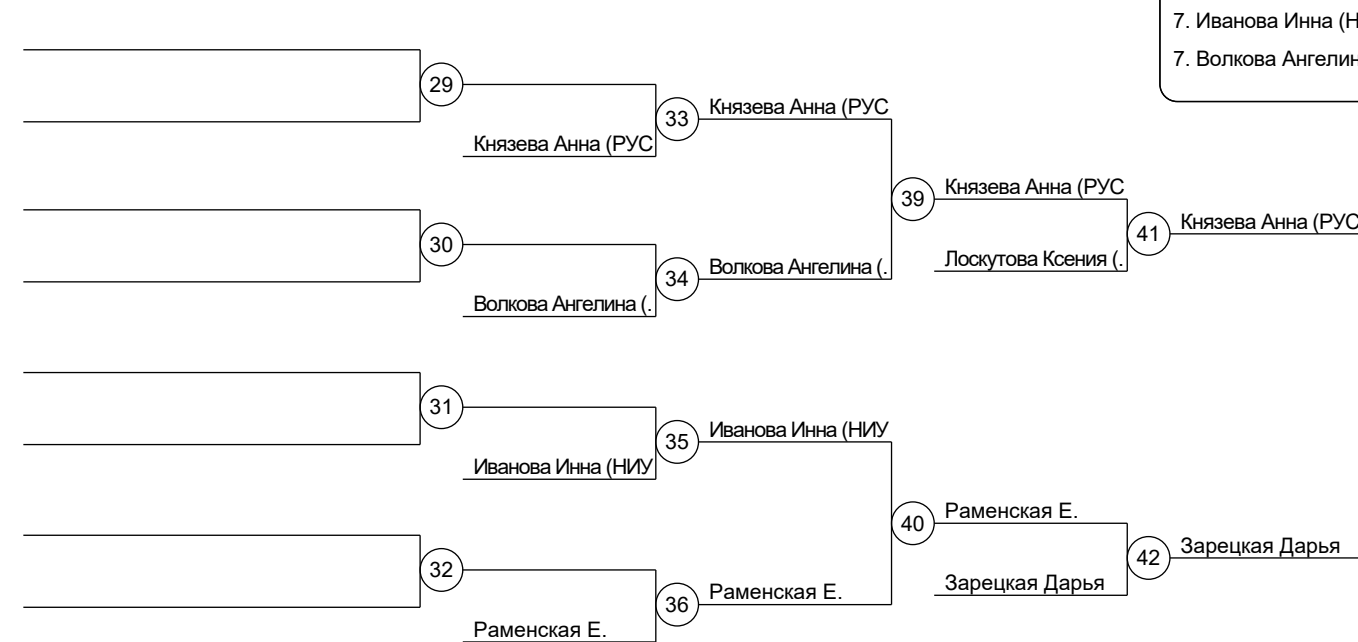 7. Иванова Инна (Н
7. Волкова Ангелин
29
33
Князева Анна (РУС
Князева Анна (РУС
39
Князева Анна (РУС
30
41
Князева Анна (РУС
34
Волкова Ангелина (.
Лоскутова Ксения (.
Волкова Ангелина (.
31
35
Иванова Инна (НИУ
Иванова Инна (НИУ
40
Раменская Е.
42
Зарецкая Дарья
32
36
Раменская Е.
Зарецкая Дарья
Раменская Е.